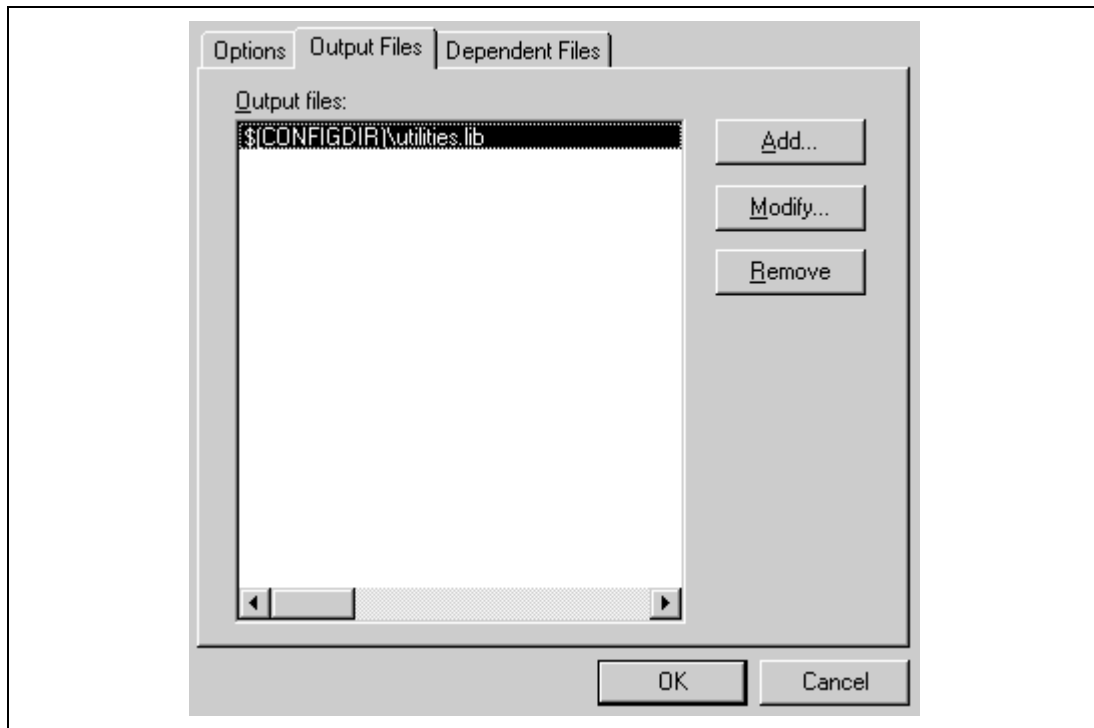 Options Output Files Dependent Files
Output files:
$(CONFIGDIR)\utilities.lib
Add...
Modify...
Remove
OK Cancel